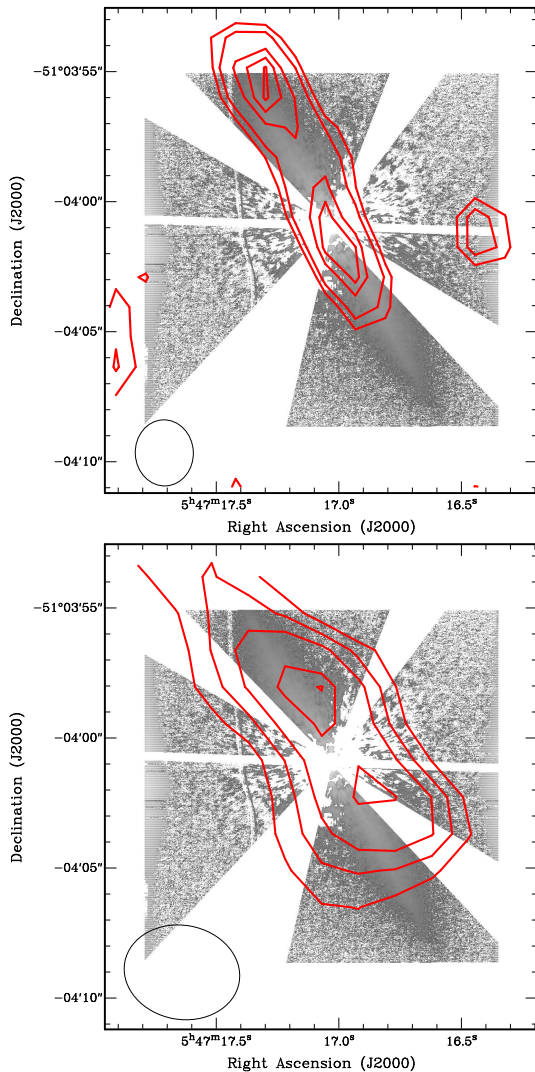 −51°03′55″
−04′00″
−04′05″
−04′10″
Declination (J2000)
5ʰ47ᵐ17.5ˢ
17.0ˢ
16.5ˢ
Right Ascension (J2000)
−51°03′55″
−04′00″
−04′05″
−04′10″
Declination (J2000)
5ʰ47ᵐ17.5ˢ
17.0ˢ
16.5ˢ
Right Ascension (J2000)